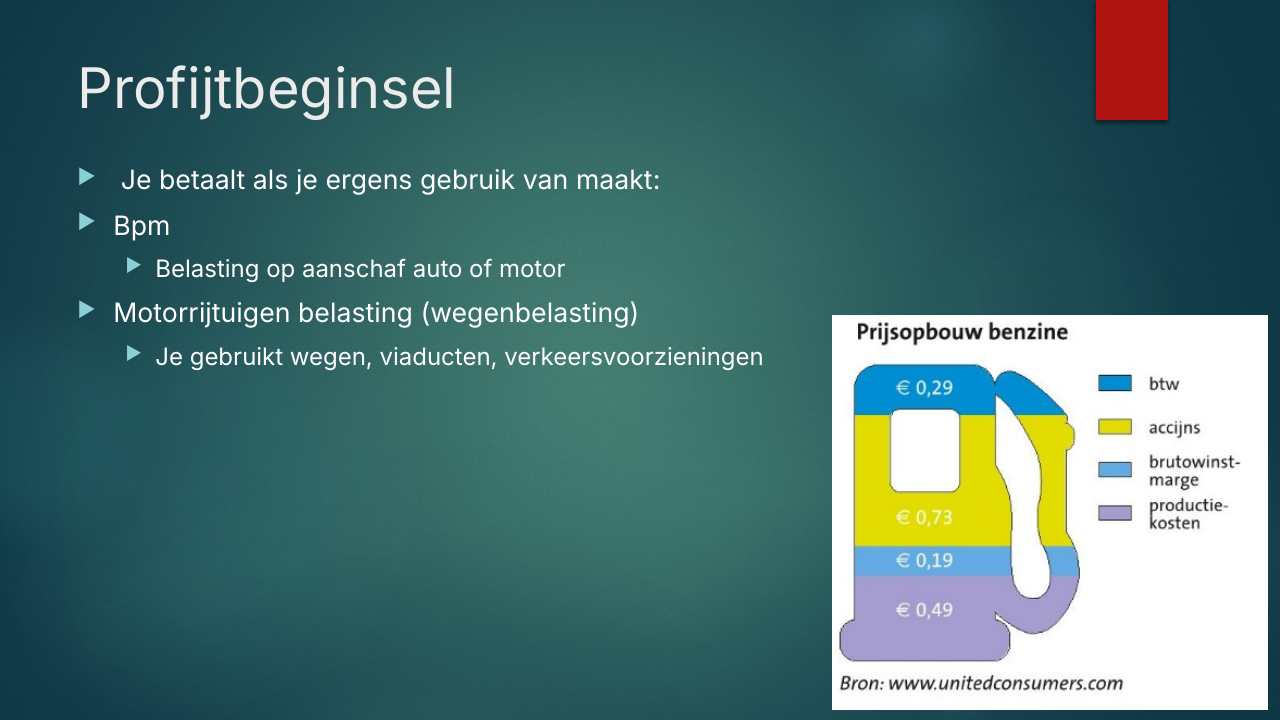 Profijtbeginsel
Je betaalt als je ergens gebruik van maakt:
Bpm
Belasting op aanschaf auto of motor
Motorrijtuigen belasting (wegenbelasting)
Je gebruikt wegen, viaducten, verkeersvoorzieningen
Prijsopbouw benzine
€ 0,29
€ 0,73
€ 0,19
€ 0,49
btw
accijns
brutowinst-
marge
productie-
kosten
Bron: www.unitedconsumers.com